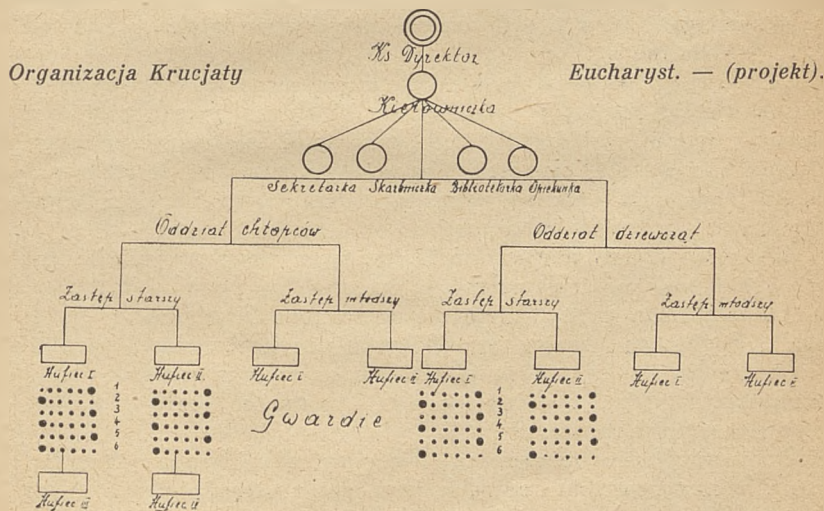 Ks Dyrektor
Organizacja Krucjaty Eucharyst. — (projekt).
Kierowniczka
Sekretarka Skarbniczka Bibliotekarka Opiekunka
Oddział chłopców Oddział dziewcząt
Zastęp starszy Zastęp młodszy Zastęp starszy Zastęp młodszy
Hufiec I Hufiec II. Hufiec I Hufiec II Hufiec I Hufiec II Hufiec I Hufiec II
1 1
2 2
3 3
Gwardie
4 4
5 5
6 6
Hufiec III Hufiec IV